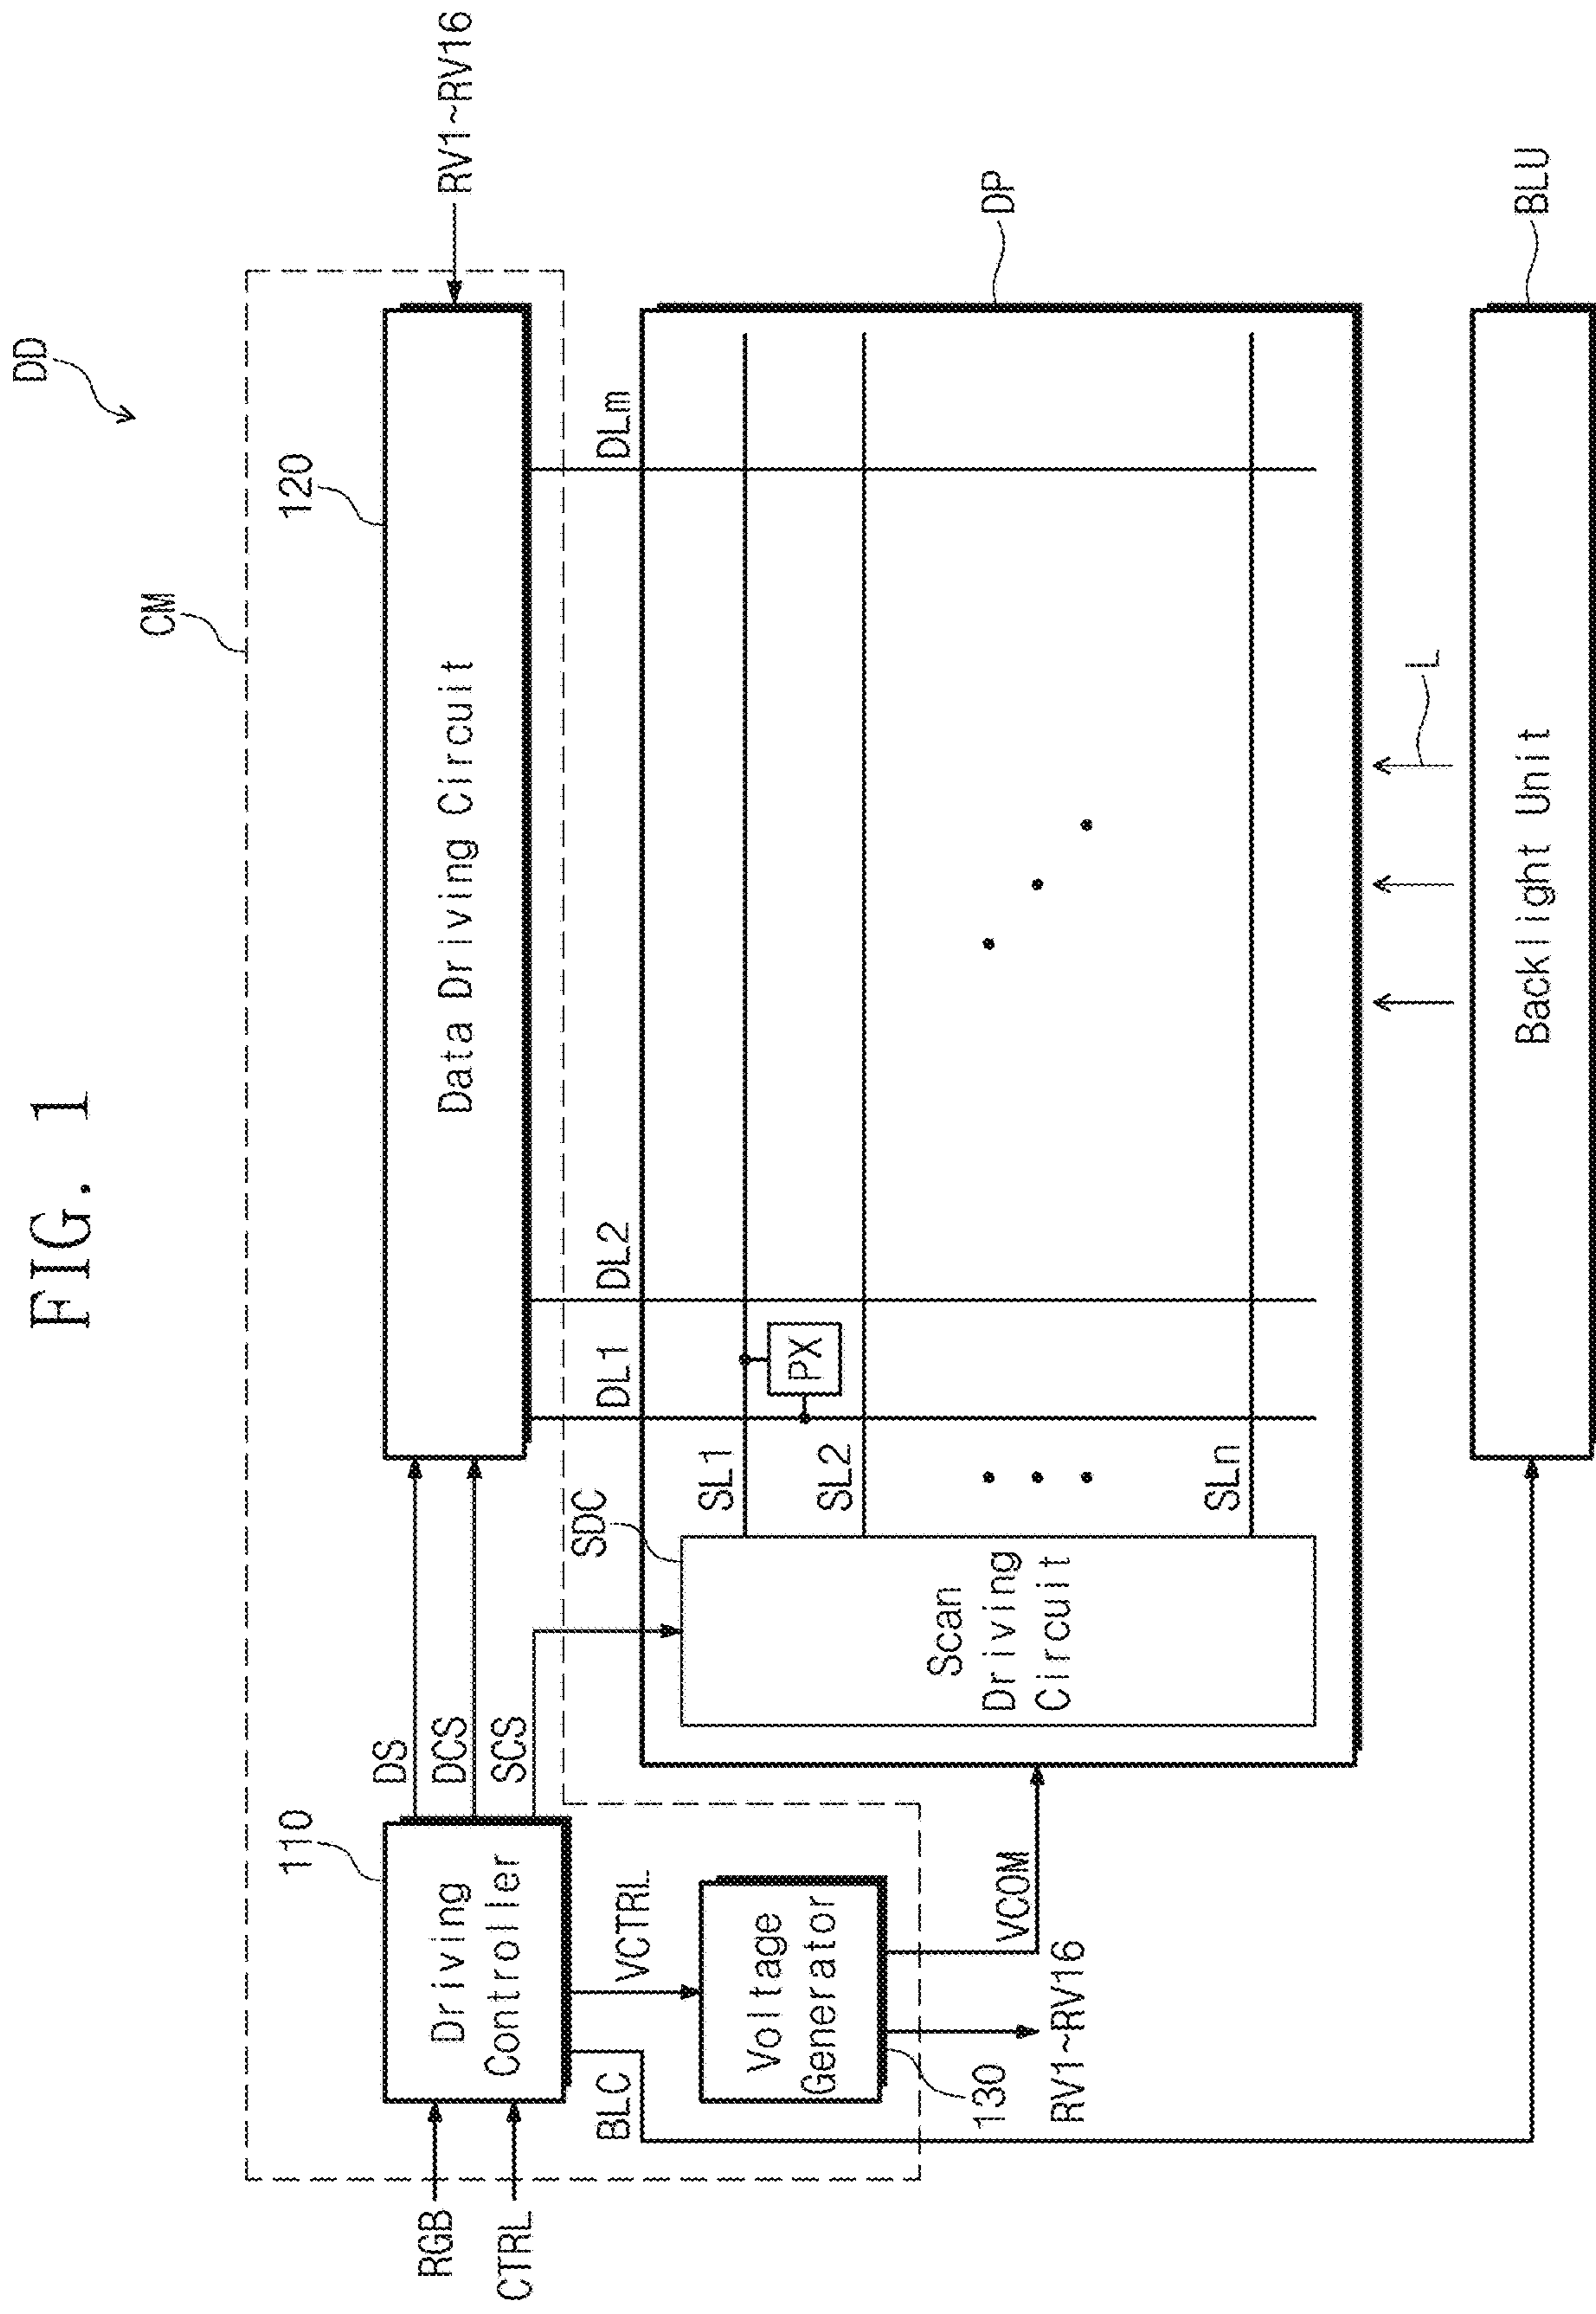 FIG. 1
DD
CM
110
120
RGB
CTRL
Driving
Controller
DS
DCS
SCS
Data Driving Circuit
RV1~RV16
BLC
VCTRL
SDC
DL1
DL2
DLm
Voltage
Generator
130
VCOM
RV1~RV16
Scan
Driving
Circuit
SL1
SL2
SLn
PX
DP
L
Backlight Unit
BLU